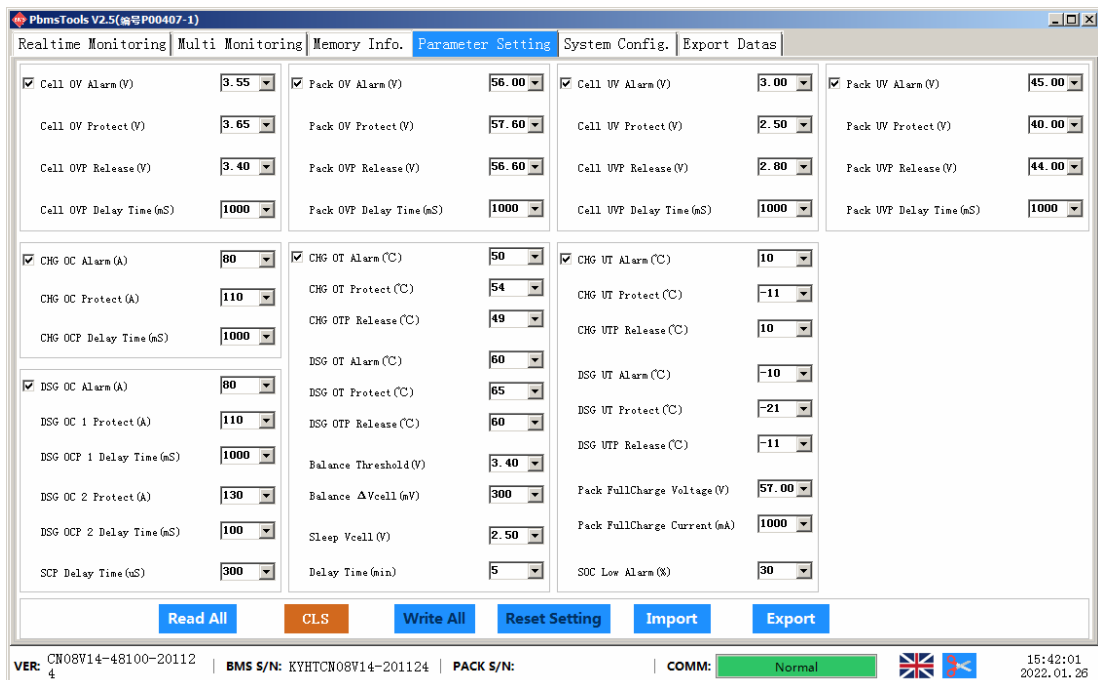 PbmsTools V2.5(编号P00407-1)
Realtime Monitoring Multi Monitoring Memory Info. Parameter Setting System Config. Export Datas
Cell OV Alarm(V) 3.55 Pack OV Alarm(V) 56.00 Cell UV Alarm(V) 3.00 Pack UV Alarm(V) 45.00
Cell OV Protect(V) 3.65 Pack OV Protect(V) 57.60 Cell UV Protect(V) 2.50 Pack UV Protect(V) 40.00
Cell OVP Release(V) 3.40 Pack OVP Release(V) 56.60 Cell UVP Release(V) 2.80 Pack UVP Release(V) 44.00
Cell OVP Delay Time(mS) 1000 Pack OVP Delay Time(mS) 1000 Cell UVP Delay Time(mS) 1000 Pack UVP Delay Time(mS) 1000
CHG OC Alarm(A) 80
CHG OC Protect(A) 110
CHG OCP Delay Time(mS) 1000
DSG OC Alarm(A) 80
DSG OC 1 Protect(A) 110
DSG OCP 1 Delay Time(mS) 1000
DSG OC 2 Protect(A) 130
DSG OCP 2 Delay Time(mS) 100
SCP Delay Time(uS) 300
CHG OT Alarm(℃) 50
CHG OT Protect(℃) 54
CHG OTP Release(℃) 49
DSG OT Alarm(℃) 60
DSG OT Protect(℃) 65
DSG OTP Release(℃) 60
Balance Threshold(V) 3.40
Balance ΔVcell(mV) 300
Sleep Vcell(V) 2.50
Delay Time(min) 5
CHG UT Alarm(℃) 10
CHG UT Protect(℃) -11
CHG UTP Release(℃) 10
DSG UT Alarm(℃) -10
DSG UT Protect(℃) -21
DSG UTP Release(℃) -11
Pack FullCharge Voltage(V) 57.00
Pack FullCharge Current(mA) 1000
SOC Low Alarm(%) 30
Read All CLS Write All Reset Setting Import Export
VER: CN08V14-48100-20112
4
BMS S/N: KYHTCN08V14-201124 PACK S/N: COMM: Normal
15:42:01
2022.01.26